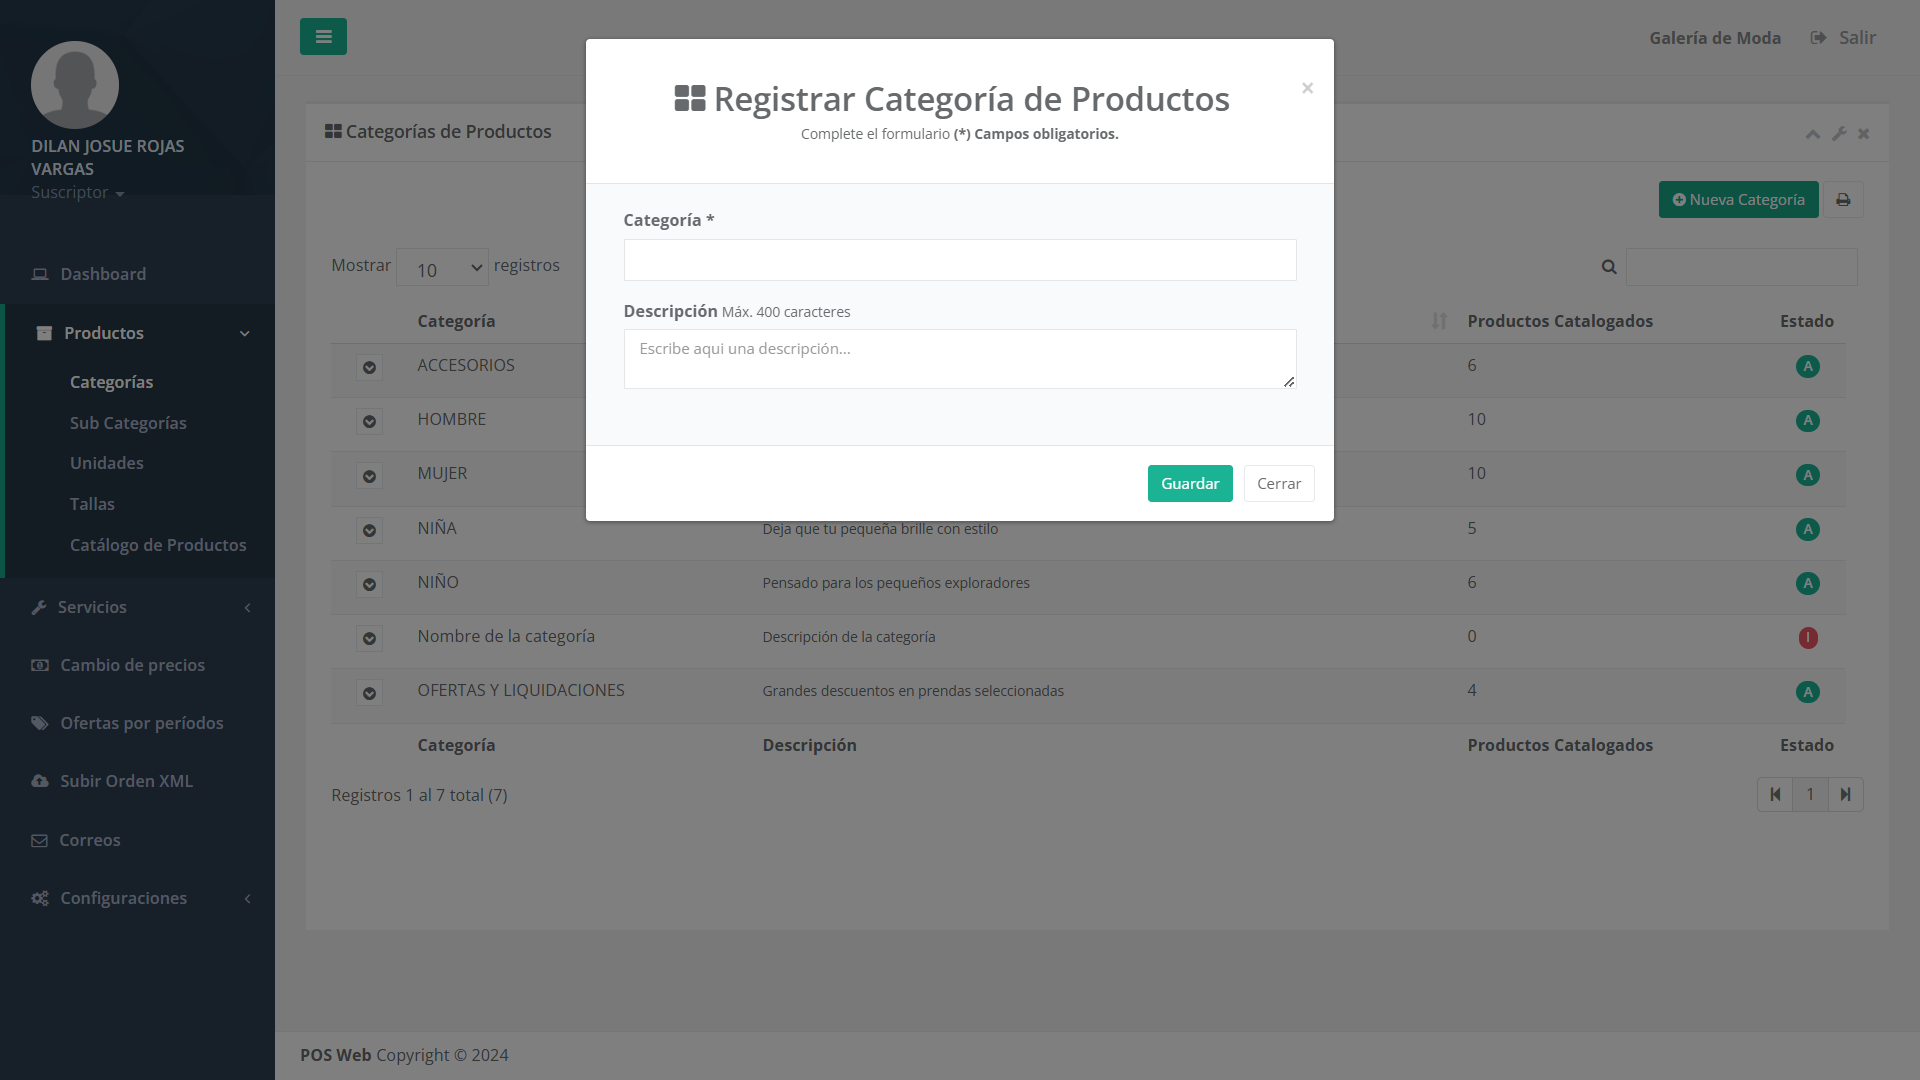 DILAN JOSUE ROJAS
VARGAS
Suscriptor
Dashboard
Productos
Categorías
Sub Categorías
Unidades
Tallas
Catálogo de Productos
Servicios
Cambio de precios
Ofertas por períodos
Subir Orden XML
Correos
Configuraciones
Galería de Moda
Salir
Categorías de Productos
Nueva Categoría
Mostrar 10 registros
Categoría Productos Catalogados Estado
ACCESORIOS 6 A
HOMBRE 10 A
MUJER 10 A
NIÑA Deja que tu pequeña brille con estilo 5 A
NIÑO Pensado para los pequeños exploradores 6 A
Nombre de la categoría Descripción de la categoría 0 I
OFERTAS Y LIQUIDACIONES Grandes descuentos en prendas seleccionadas 4 A
Categoría Descripción Productos Catalogados Estado
Registros 1 al 7 total (7)
1
POS Web Copyright © 2024
Registrar Categoría de Productos
×
Complete el formulario (*) Campos obligatorios.
Categoría *
Descripción Máx. 400 caracteres
Escribe aqui una descripción...
Guardar
Cerrar